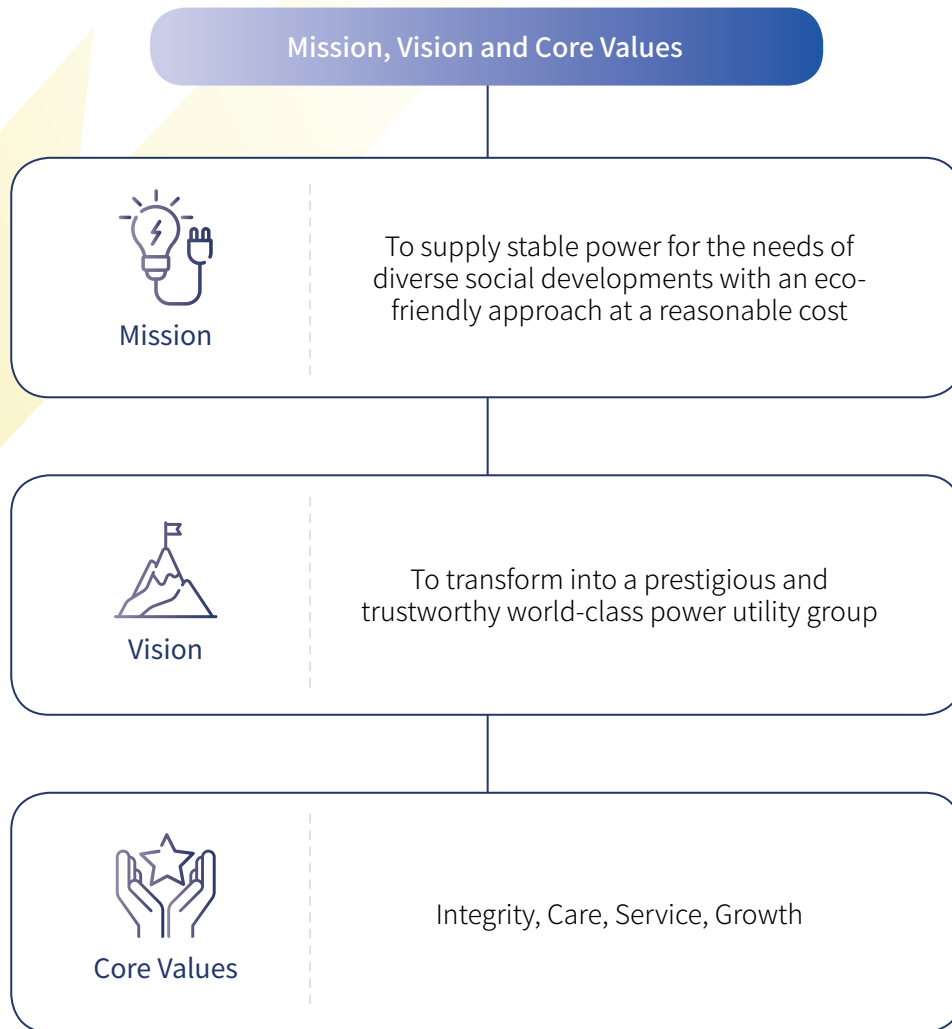 Mission, Vision and Core Values
To supply stable power for the needs of
diverse social developments with an eco-
friendly approach at a reasonable cost
Mission
To transform into a prestigious and
trustworthy world-class power utility group
Vision
Integrity, Care, Service, Growth
Core Values